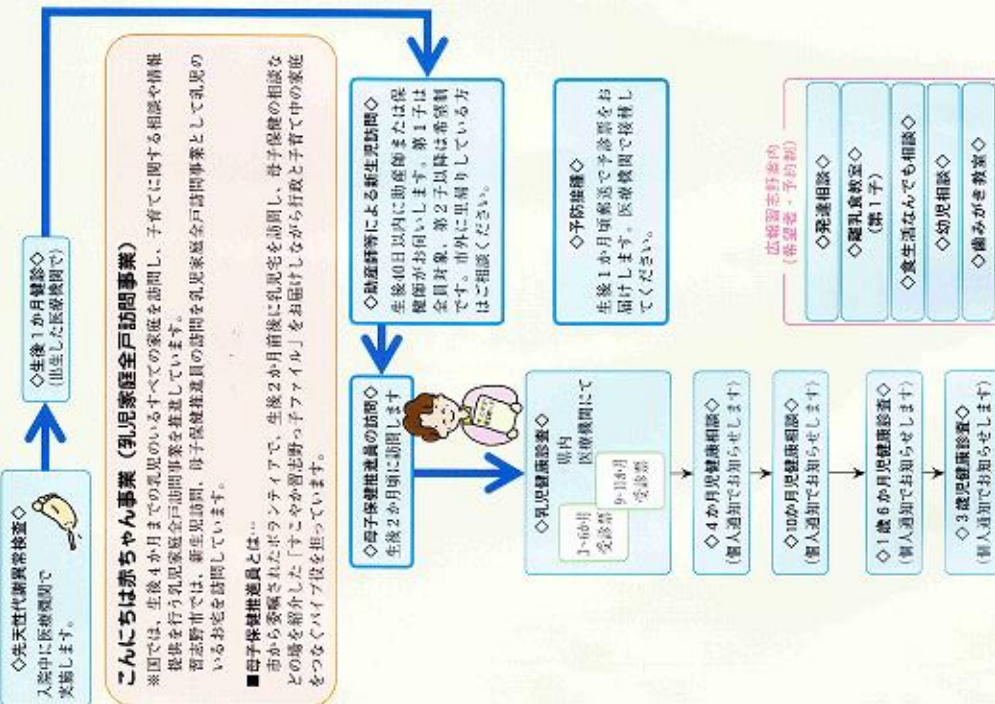 ◇先天性代謝異常検査◇
入院中に医療機関で
実施します。
◇生後1か月健診◇
(出生した医療機関で)
こんにちは赤ちゃん事業(乳児家庭全戸訪問事業)
※国では、生後4か月までの乳児のいるすべての家庭を訪問し、子育てに関する相談や情報
提供を行う乳児家庭全戸訪問事業を推進しています。
習志野市では、新生児訪問、母子保健推進員の訪問を乳児家庭全戸訪問事業として乳児の
いるお宅を訪問しています。
■母子保健推進員とは…
市から委嘱されたボランティアで、生後2か月前後に乳児宅を訪問し、母子保健の相談な
どの場を紹介した「すこやか習志野っ子ファイル」をお届けしながら行政と子育て中の家庭
をつなぐパイプ役を担っています。
◇助産師等による新生児訪問◇
生後40日以内に助産師または保
健師がお伺いします。第1子は
全員対象、第2子以降は希望制
です。市外に里帰りしている方
はご相談ください。
◇母子保健推進員の訪問◇
生後2か月頃に訪問します
◇乳児健康診査◇
県内
医療機関にて
3~6か月
受診票
9~11か月
受診票
◇予防接種◇
生後1か月頃郵送で予診票をお
届けします。医療機関で接種し
てください。
◇4か月児健康相談◇
(個人通知でお知らせします)
◇10か月児健康相談◇
(個人通知でお知らせします)
◇1歳6か月児健康診査◇
(個人通知でお知らせします)
◇3歳児健康診査◇
(個人通知でお知らせします)
広報習志野案内
(希望者・予約制)
◇発達相談◇
◇離乳食教室◇
(第1子)
◇食生活なんでも相談◇
◇幼児相談◇
◇歯みがき教室◇